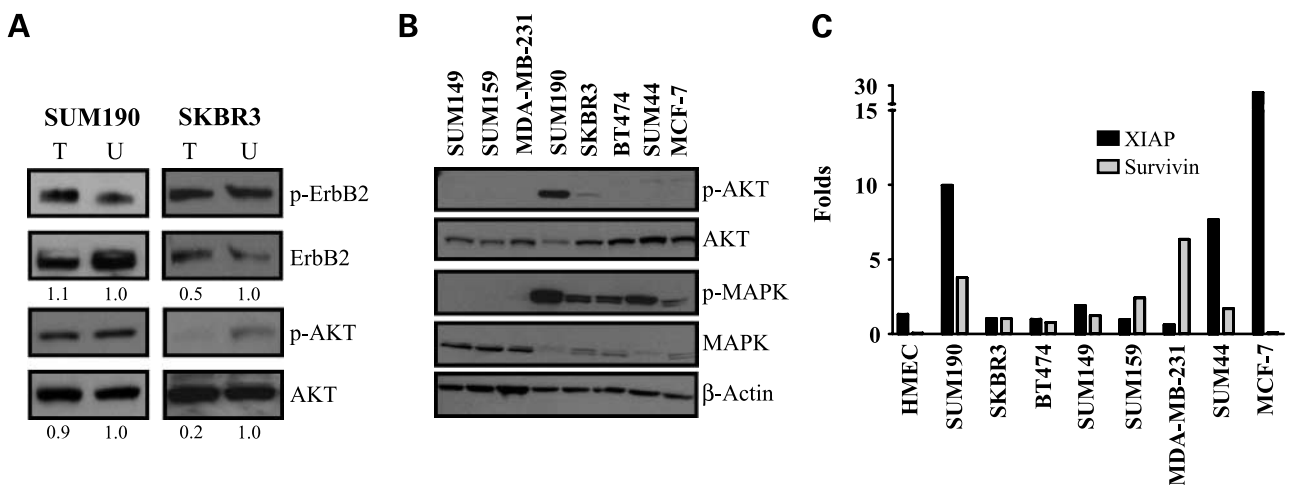 A
SUM190 SKBR3
T U T U
p-ErbB2
ErbB2
1.1 1.0 0.5 1.0
p-AKT
AKT
0.9 1.0 0.2 1.0
B
SUM149
SUM159
MDA-MB-231
SUM190
SKBR3
BT474
SUM44
MCF-7
p-AKT
AKT
p-MAPK
MAPK
β-Actin
C
Folds
30
15
10
5
0
XIAP
Survivin
HMEC
SUM190
SKBR3
BT474
SUM149
SUM159
MDA-MB-231
SUM44
MCF-7